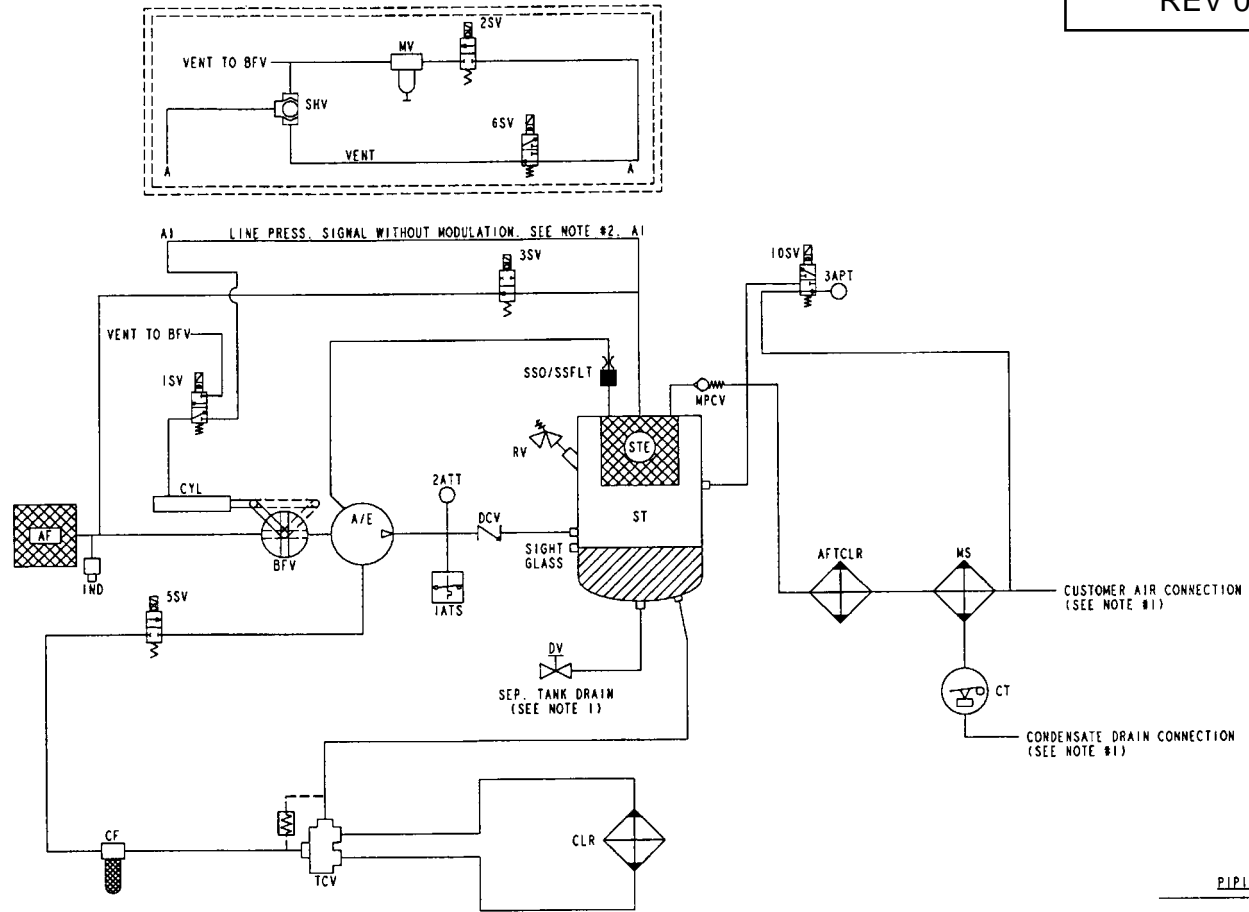 REV 0
2SV
MV
VENT TO BFV
SHV
6SV
VENT
A
A
A1
LINE PRESS. SIGNAL WITHOUT MODULATION. SEE NOTE #2. A1
3SV
10SV
3APT
VENT TO BFV
1SV
SSO/SSFLT
MPCV
RV
STE
CYL
2ATT
A/E
DCV
ST
AF
SIGHT
GLASS
BFV
AFTCLR
MS
IND
1ATS
CUSTOMER AIR CONNECTION
(SEE NOTE #1)
5SV
DV
CT
SEP. TANK DRAIN
(SEE NOTE 1)
CONDENSATE DRAIN CONNECTION
(SEE NOTE #1)
CF
CLR
TCV